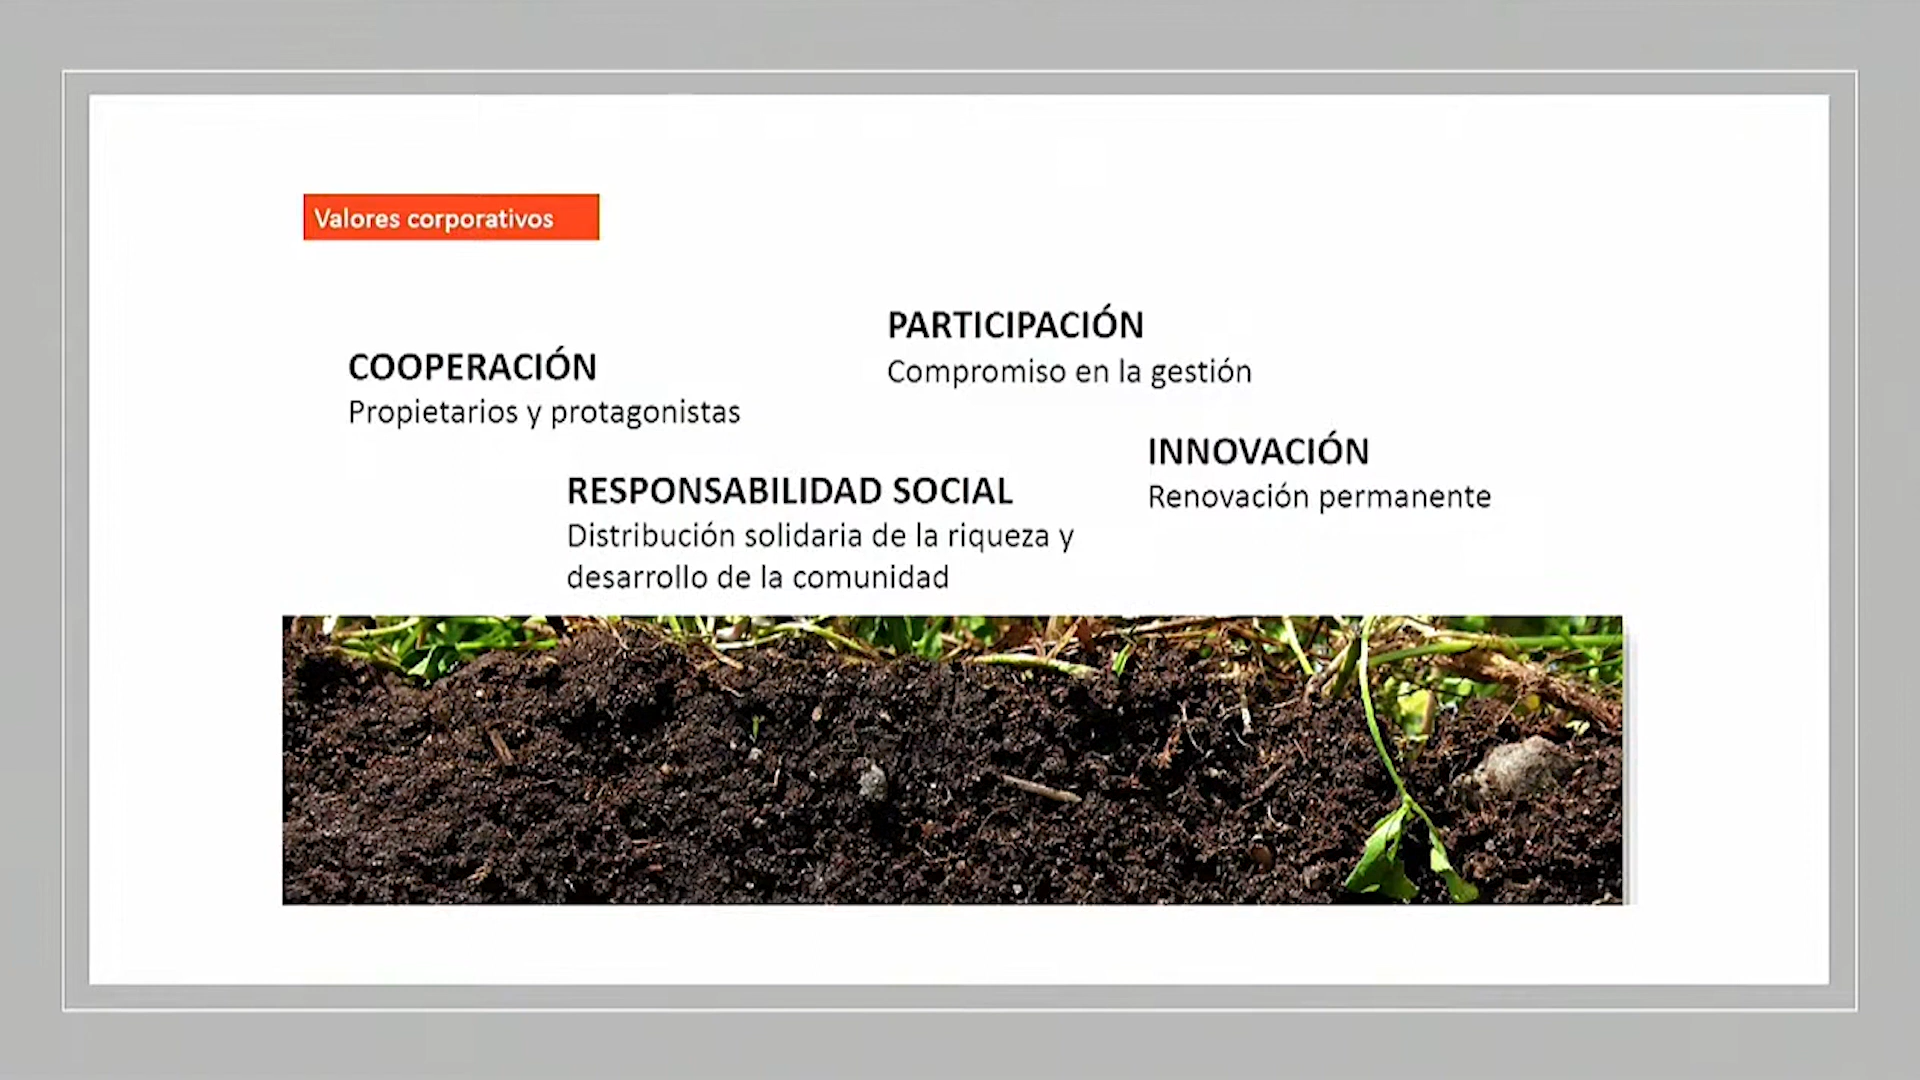 Valores corporativos
COOPERACIÓN
Propietarios y protagonistas
PARTICIPACIÓN
Compromiso en la gestión
RESPONSABILIDAD SOCIAL
Distribución solidaria de la riqueza y
desarrollo de la comunidad
INNOVACIÓN
Renovación permanente